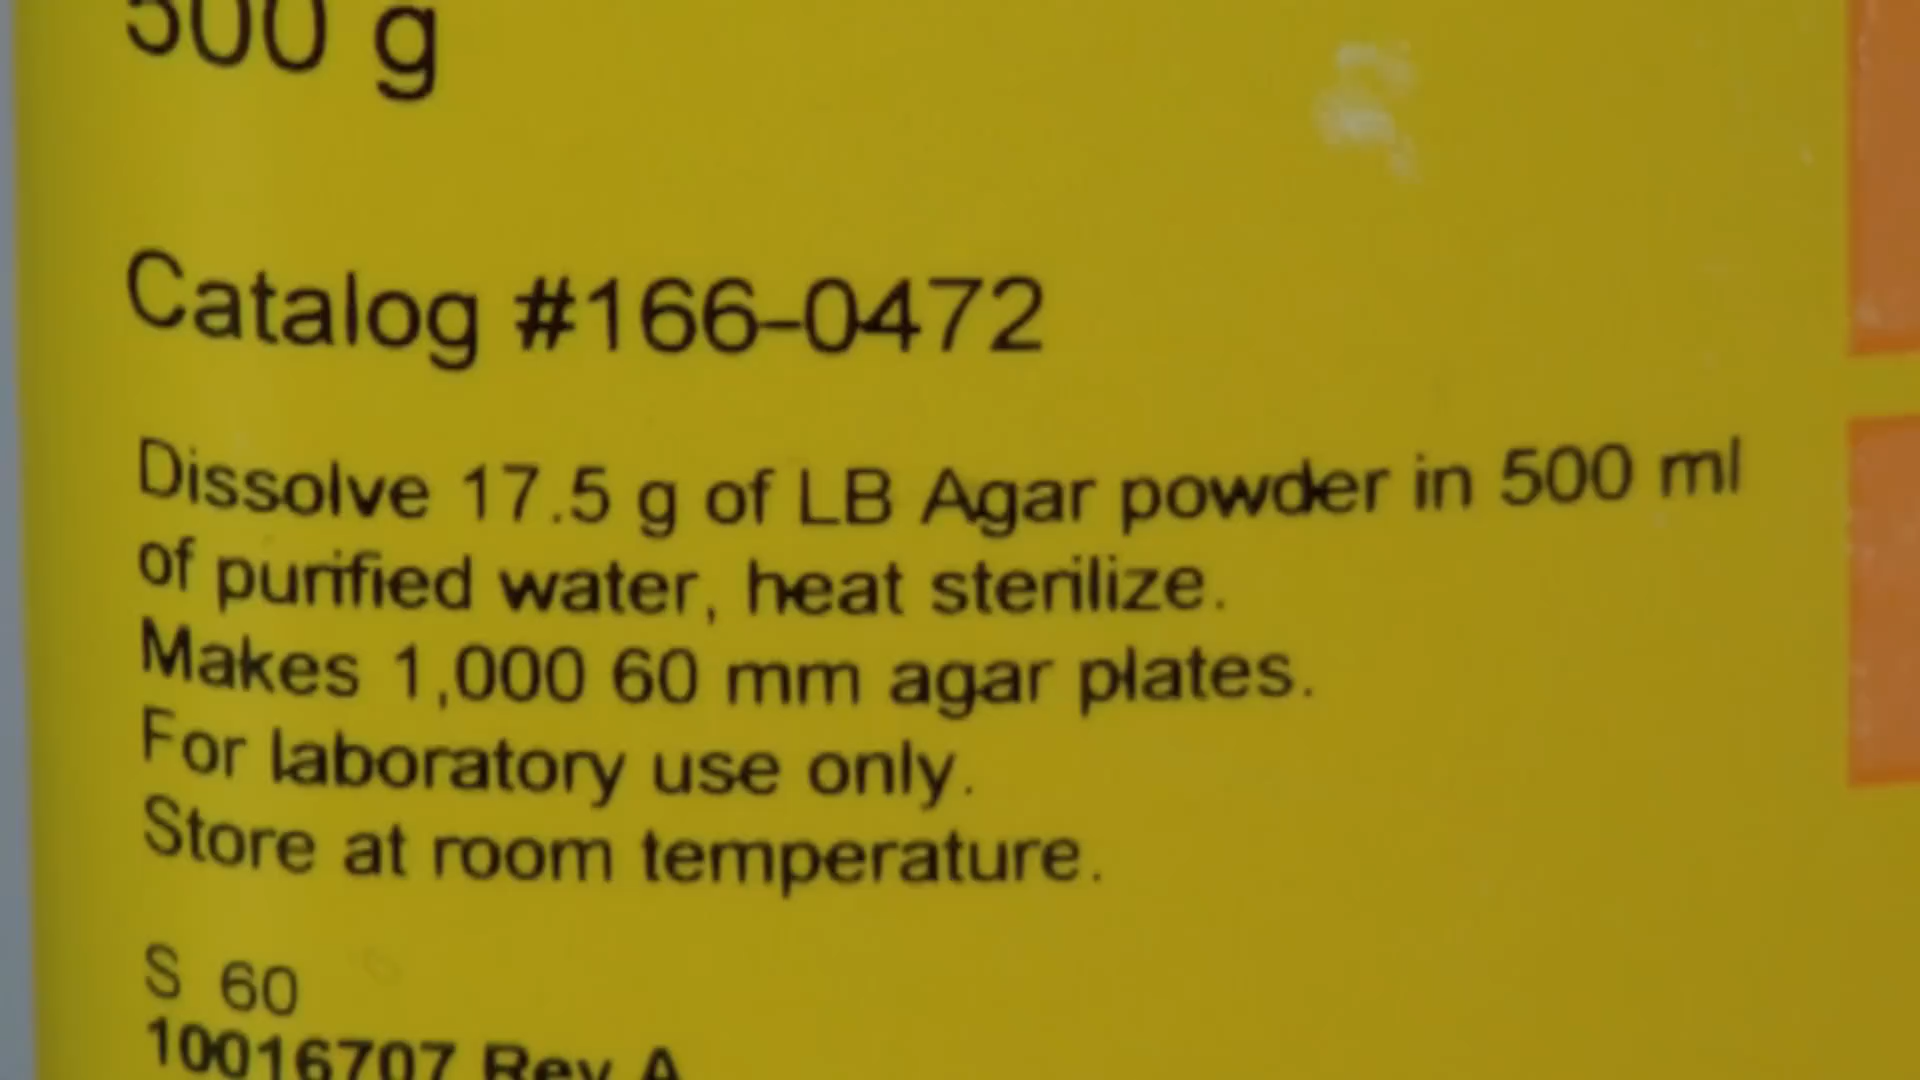 500 g
Catalog #166-0472
Dissolve 17.5 g of LB Agar powder in 500 ml
of purified water, heat sterilize.
Makes 1,000 60 mm agar plates.
For laboratory use only.
Store at room temperature.
S 60
10016707 Rev A